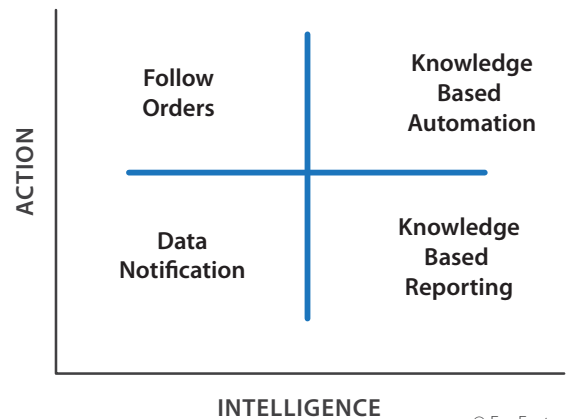 Follow
Orders
Knowledge
Based
Automation
ACTION
Data
Notification
Knowledge
Based
Reporting
INTELLIGENCE